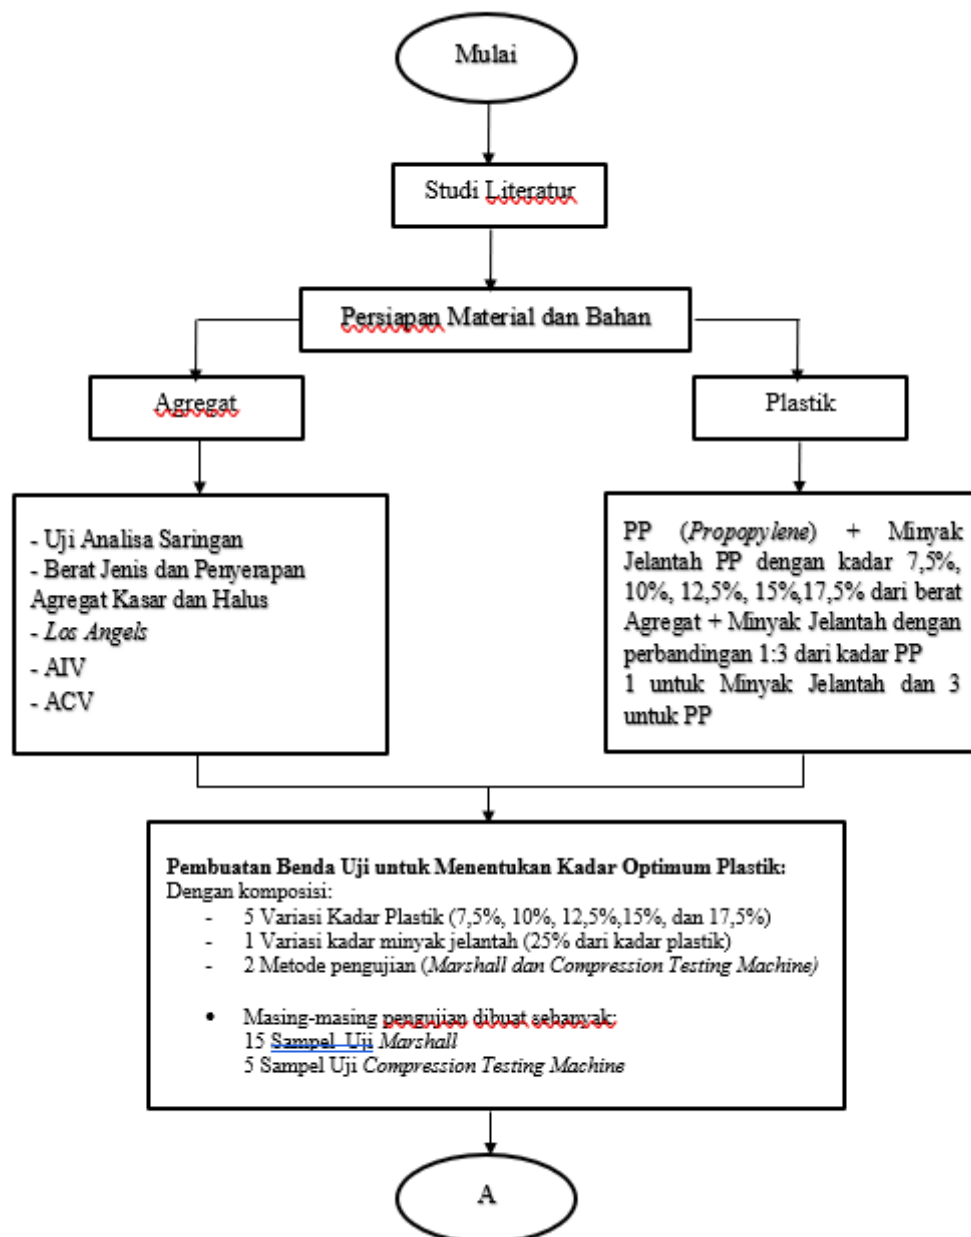 Mulai
Studi Literatur
Persiapan Material dan Bahan
Agregat
Plastik
- Uji Analisa Saringan
- Berat Jenis dan Penyerapan
Agregat Kasar dan Halus
- Los Angels
- AIV
- ACV
PP (Propopylene) + Minyak
Jelantah PP dengan kadar 7,5%,
10%, 12,5%, 15%,17,5% dari berat
Agregat + Minyak Jelantah dengan
perbandingan 1:3 dari kadar PP
1 untuk Minyak Jelantah dan 3
untuk PP
Pembuatan Benda Uji untuk Menentukan Kadar Optimum Plastik:
Dengan komposisi:
- 5 Variasi Kadar Plastik (7,5%, 10%, 12,5%,15%, dan 17,5%)
- 1 Variasi kadar minyak jelantah (25% dari kadar plastik)
- 2 Metode pengujian (Marshall dan Compression Testing Machine)
• Masing-masing pengujian dibuat sebanyak:
15 Sampel Uji Marshall
5 Sampel Uji Compression Testing Machine
A